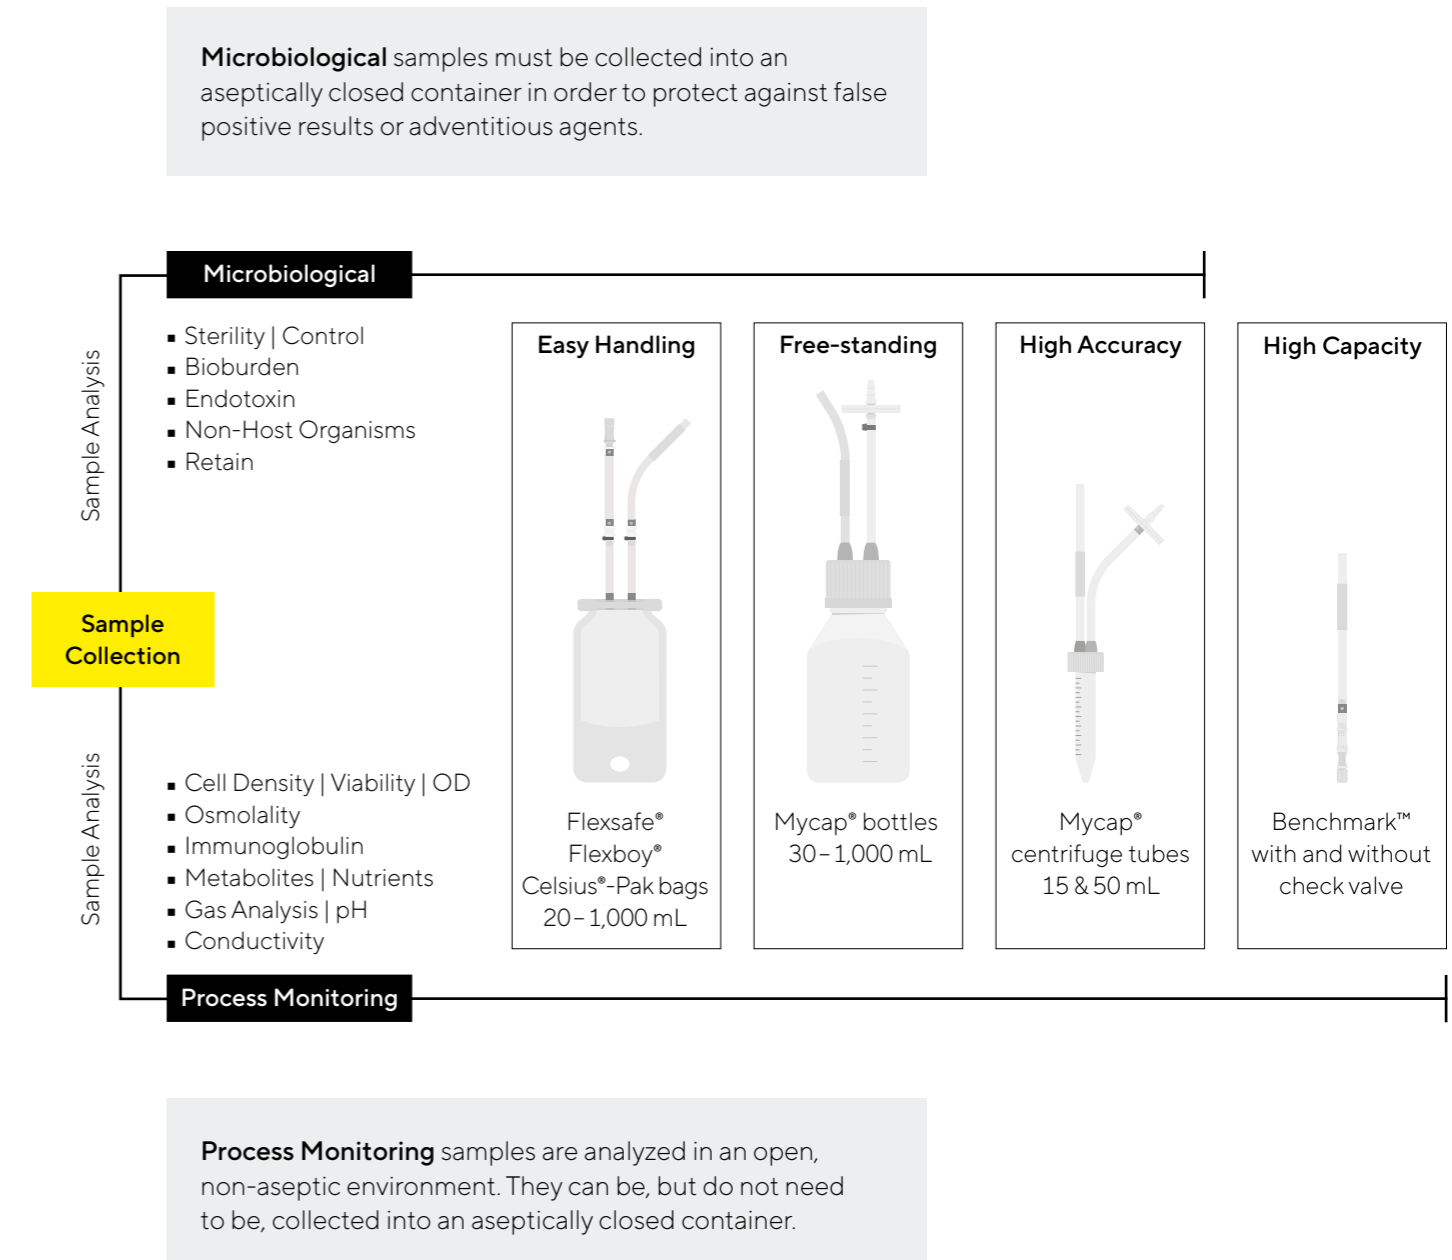 Microbiological samples must be collected into an
aseptically closed container in order to protect against false
positive results or adventitious agents.
Microbiological
Sample Analysis
▪ Sterility | Control
▪ Bioburden
▪ Endotoxin
▪ Non-Host Organisms
▪ Retain
Easy Handling
Free-standing
High Accuracy
High Capacity
Sample
Collection
Sample Analysis
▪ Cell Density | Viability | OD
▪ Osmolality
▪ Immunoglobulin
▪ Metabolites | Nutrients
▪ Gas Analysis | pH
▪ Conductivity
Flexsafe®
Flexboy®
Celsius®-Pak bags
20 – 1,000 mL
Mycap® bottles
30 – 1,000 mL
Mycap®
centrifuge tubes
15 & 50 mL
Benchmark™
with and without
check valve
Process Monitoring
Process Monitoring samples are analyzed in an open,
non-aseptic environment. They can be, but do not need
to be, collected into an aseptically closed container.